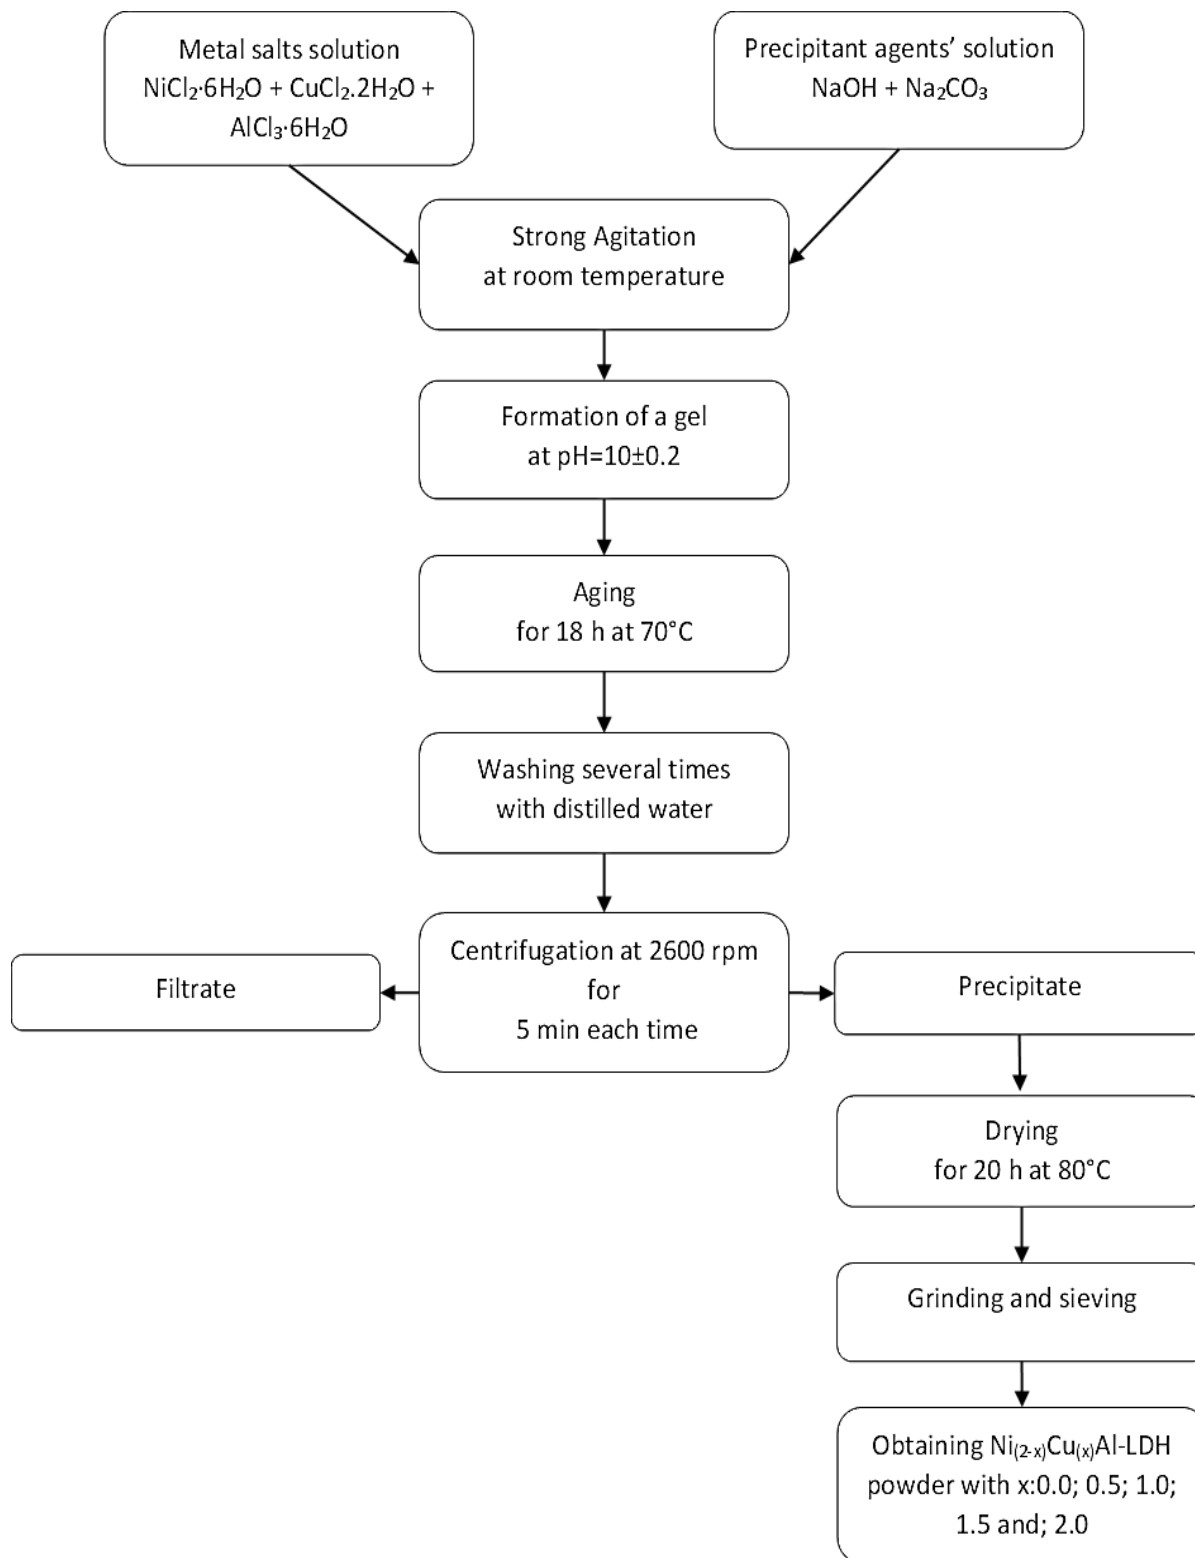 Metal salts solution
NiCl₂·6H₂O + CuCl₂.2H₂O +
AlCl₃·6H₂O
Precipitant agents’ solution
NaOH + Na₂CO₃
Strong Agitation
at room temperature
Formation of a gel
at pH=10±0.2
Aging
for 18 h at 70°C
Washing several times
with distilled water
Centrifugation at 2600 rpm
for
5 min each time
Filtrate
Precipitate
Drying
for 20 h at 80°C
Grinding and sieving
Obtaining Ni₍₂₋ₓ₎Cu₍ₓ₎Al-LDH
powder with x:0.0; 0.5; 1.0;
1.5 and; 2.0